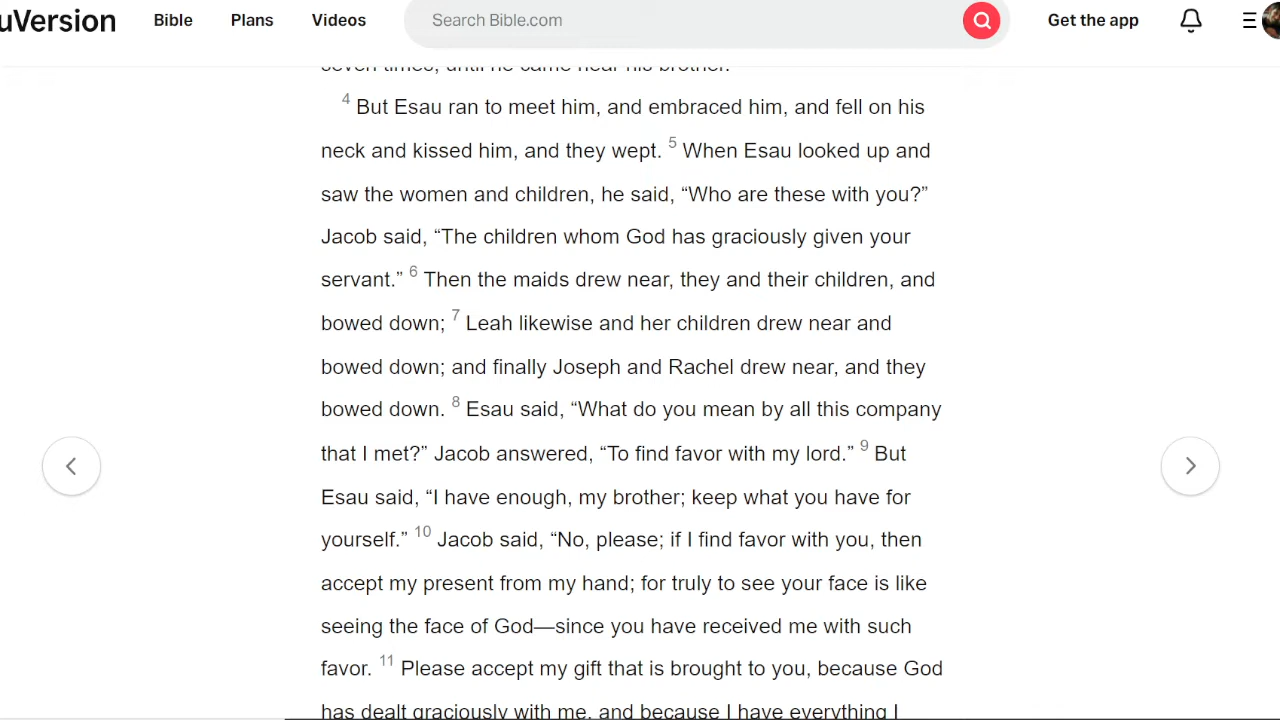 uVersion
Bible
Plans
Videos
Search Bible.com
Get the app
seven times, until he came near his brother.
4 But Esau ran to meet him, and embraced him, and fell on his
neck and kissed him, and they wept. 5 When Esau looked up and
saw the women and children, he said, “Who are these with you?”
Jacob said, “The children whom God has graciously given your
servant.” 6 Then the maids drew near, they and their children, and
bowed down; 7 Leah likewise and her children drew near and
bowed down; and finally Joseph and Rachel drew near, and they
bowed down. 8 Esau said, “What do you mean by all this company
that I met?” Jacob answered, “To find favor with my lord.” 9 But
Esau said, “I have enough, my brother; keep what you have for
yourself.” 10 Jacob said, “No, please; if I find favor with you, then
accept my present from my hand; for truly to see your face is like
seeing the face of God—since you have received me with such
favor. 11 Please accept my gift that is brought to you, because God
has dealt graciously with me, and because I have everything I